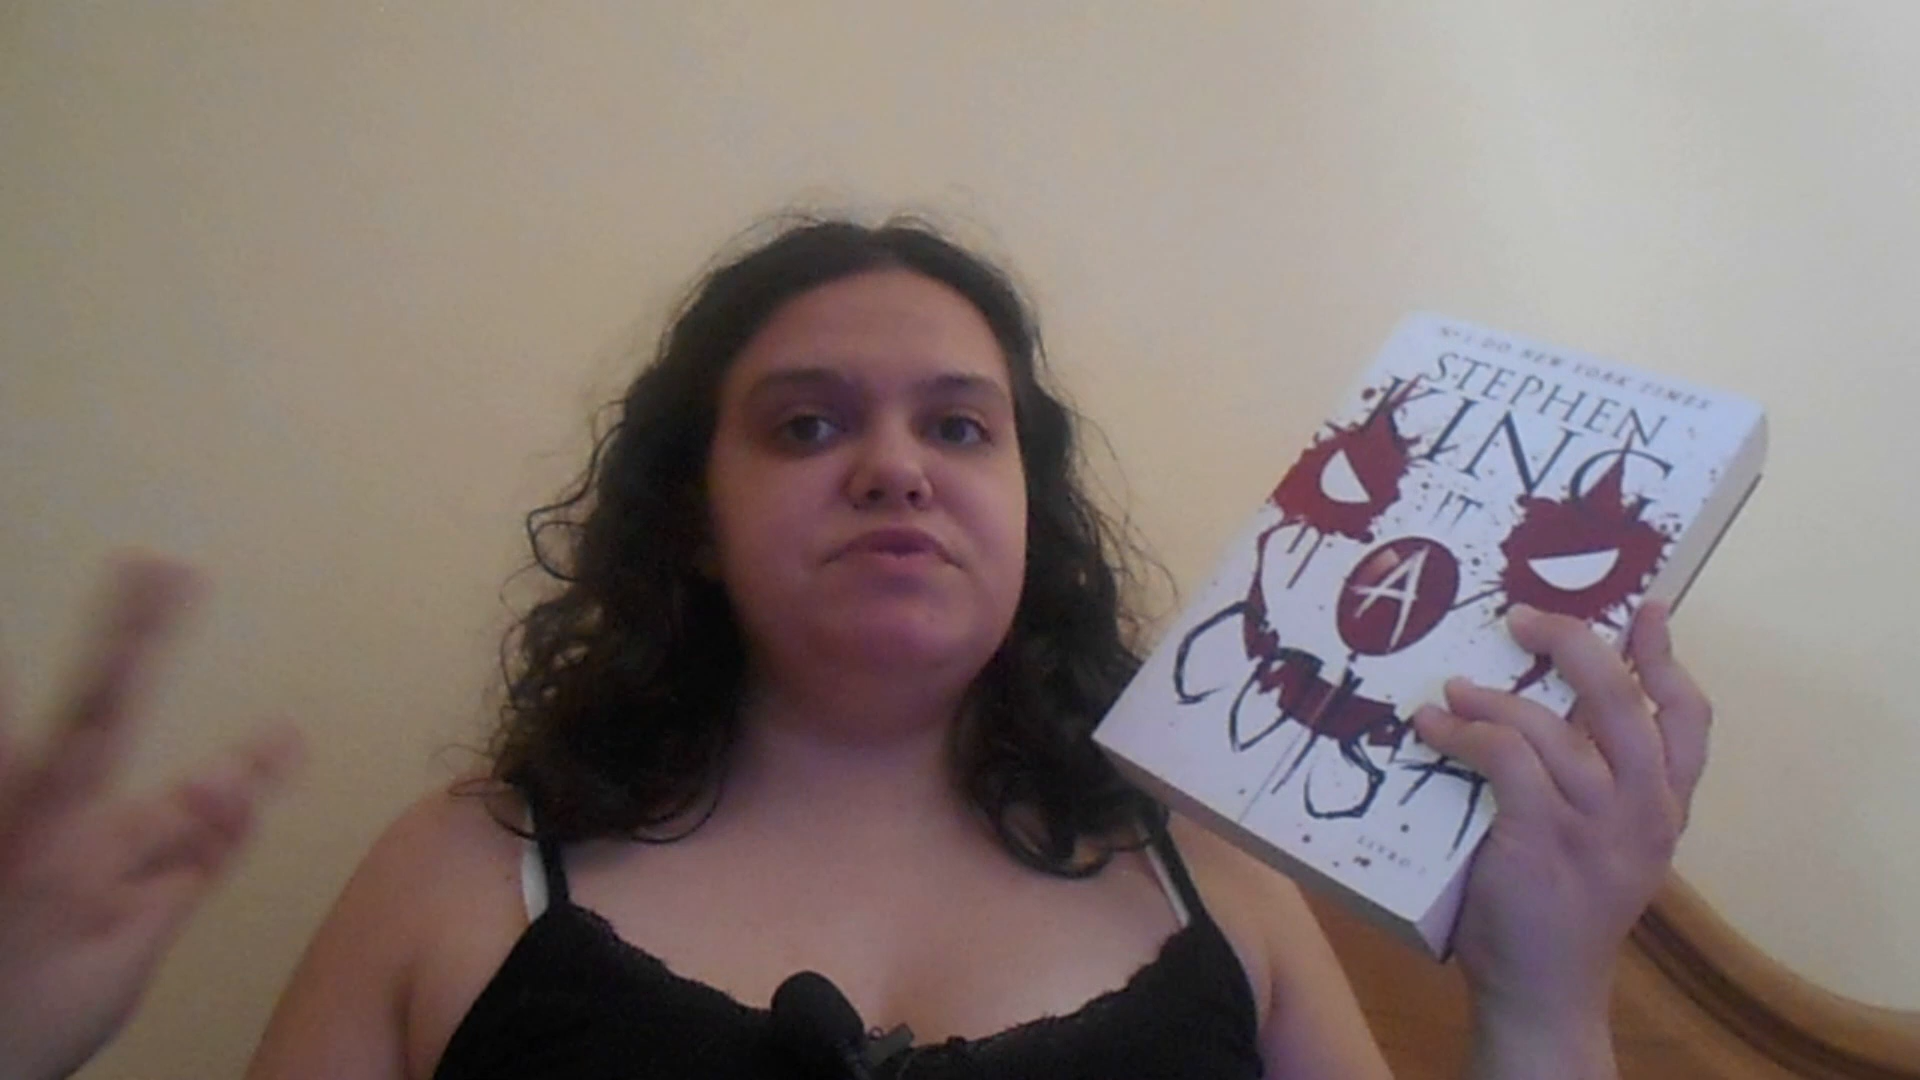 Nº 1 DO NEW YORK TIMES
STEPHEN
KING
IT
A
COISA
LIVRO 1